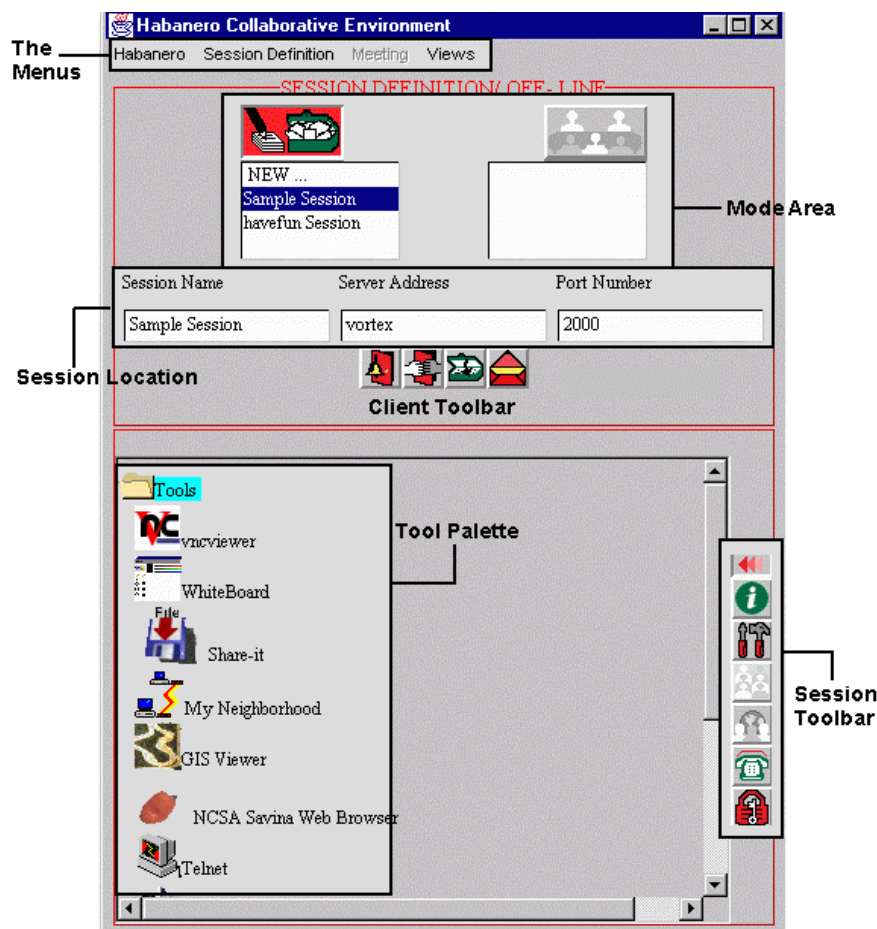 Habanero Collaborative Environment
The Menus
Habanero Session Definition Meeting Views
SESSION DEFINITION/ OFF- LINE
NEW ...
Sample Session
havefun Session
Mode Area
Session Name Server Address Port Number
Sample Session vortex 2000
Session Location
Client Toolbar
Tools
vncviewer
Tool Palette
WhiteBoard
File
Share-it
My Neighborhood
GIS Viewer
Session
Toolbar
NCSA Savina Web Browser
Telnet